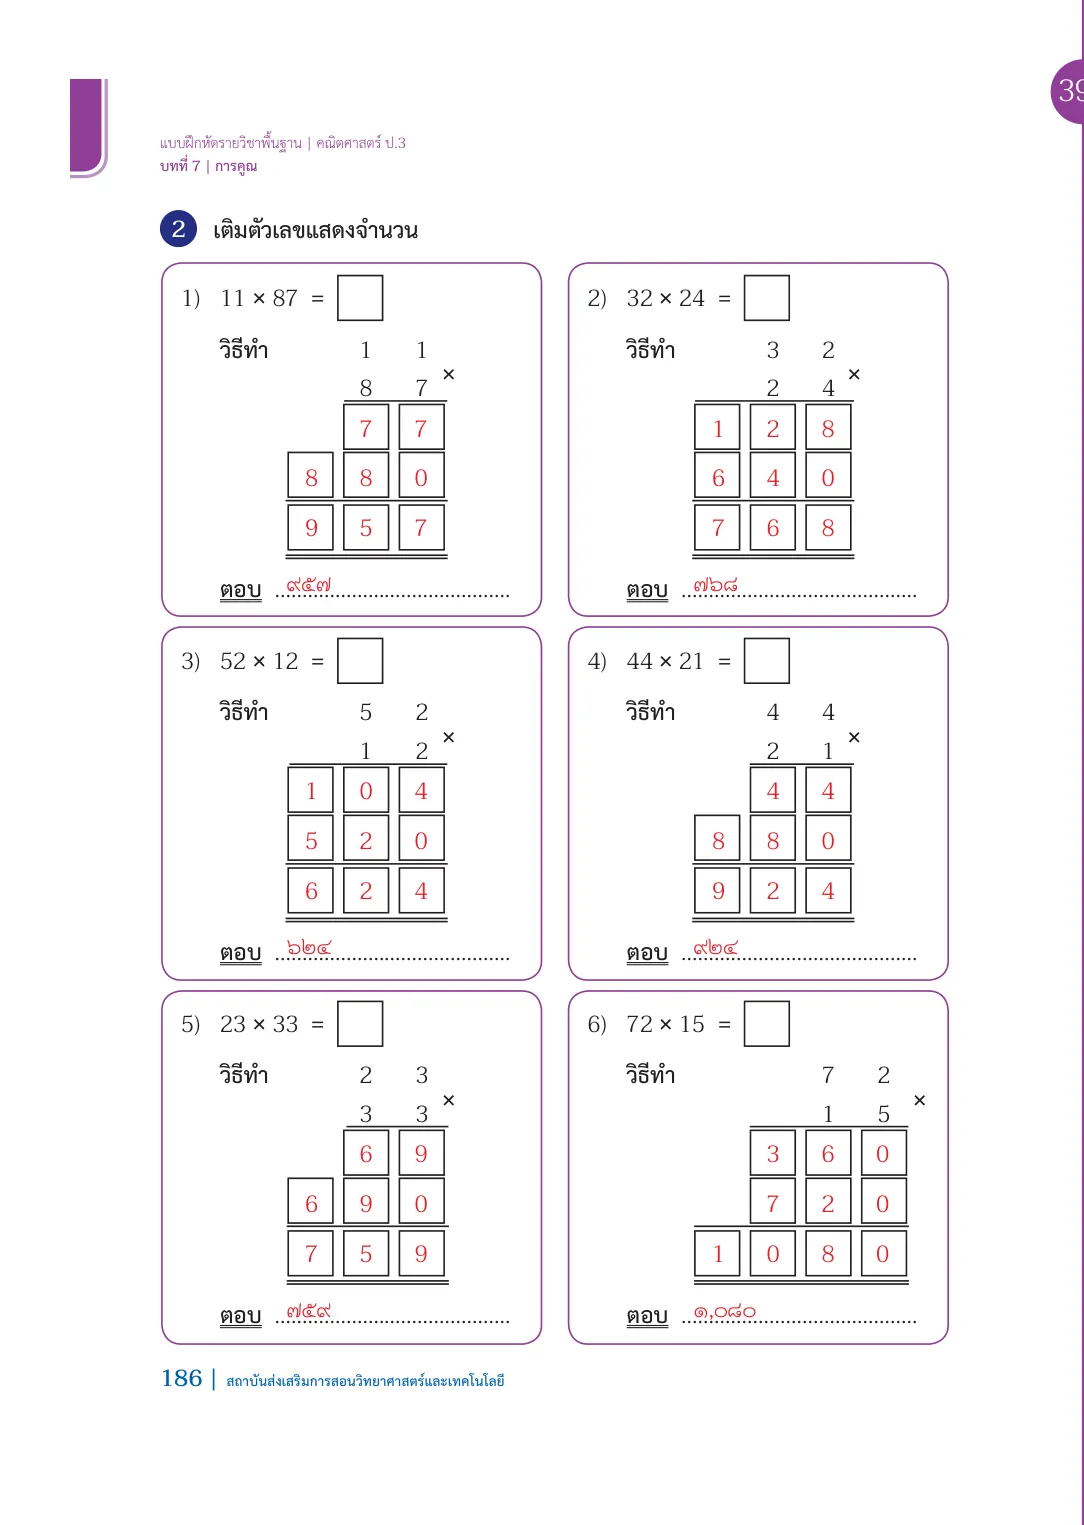 39
แบบฝึกหัดรายวิชาพื้นฐาน | คณิตศาสตร์ ป.3
บทที่ 7 | การคูณ
2 เติมตัวเลขแสดงจำนวน
1) 11 × 87 =
วิธีทำ 1 1
×
8 7
7 7
8 8 0
9 5 7
ตอบ ๙๕๗
2) 32 × 24 =
วิธีทำ 3 2
×
2 4
1 2 8
6 4 0
7 6 8
ตอบ ๗๖๘
3) 52 × 12 =
วิธีทำ 5 2
×
1 2
1 0 4
5 2 0
6 2 4
ตอบ ๖๒๔
4) 44 × 21 =
วิธีทำ 4 4
×
2 1
4 4
8 8 0
9 2 4
ตอบ ๙๒๔
5) 23 × 33 =
วิธีทำ 2 3
×
3 3
6 9
6 9 0
7 5 9
ตอบ ๗๕๙
6) 72 × 15 =
วิธีทำ 7 2
×
1 5
3 6 0
7 2 0
1 0 8 0
ตอบ ๑,๐๘๐
186 | สถาบันส่งเสริมการสอนวิทยาศาสตร์และเทคโนโลยี